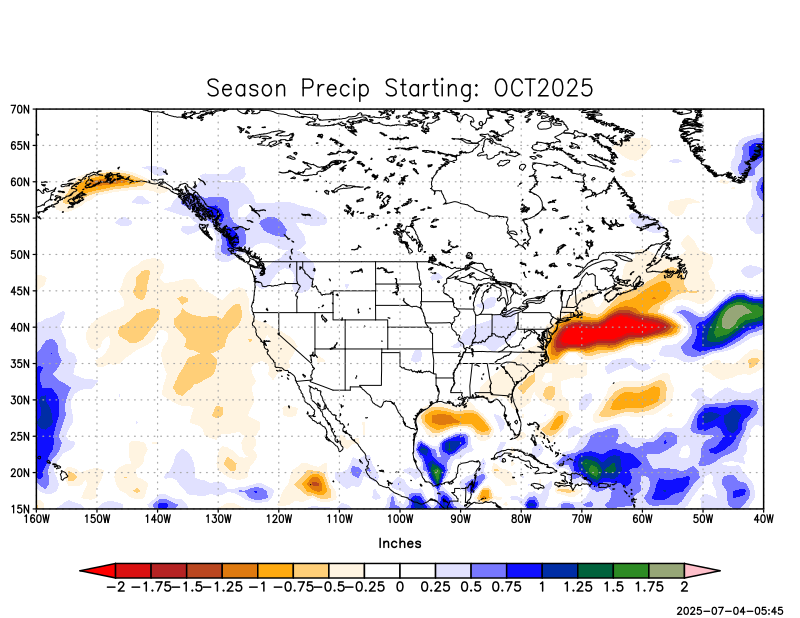 Season Precip Starting: OCT2025
70N
65N
60N
55N
50N
45N
40N
35N
30N
25N
20N
15N
160W 150W 140W 130W 120W 110W 100W 90W 80W 70W 60W 50W 40W
Inches
−2 −1.75−1.5−1.25 −1 −0.75−0.5−0.25 0 0.25 0.5 0.75 1 1.25 1.5 1.75 2
2025-07-04-05:45